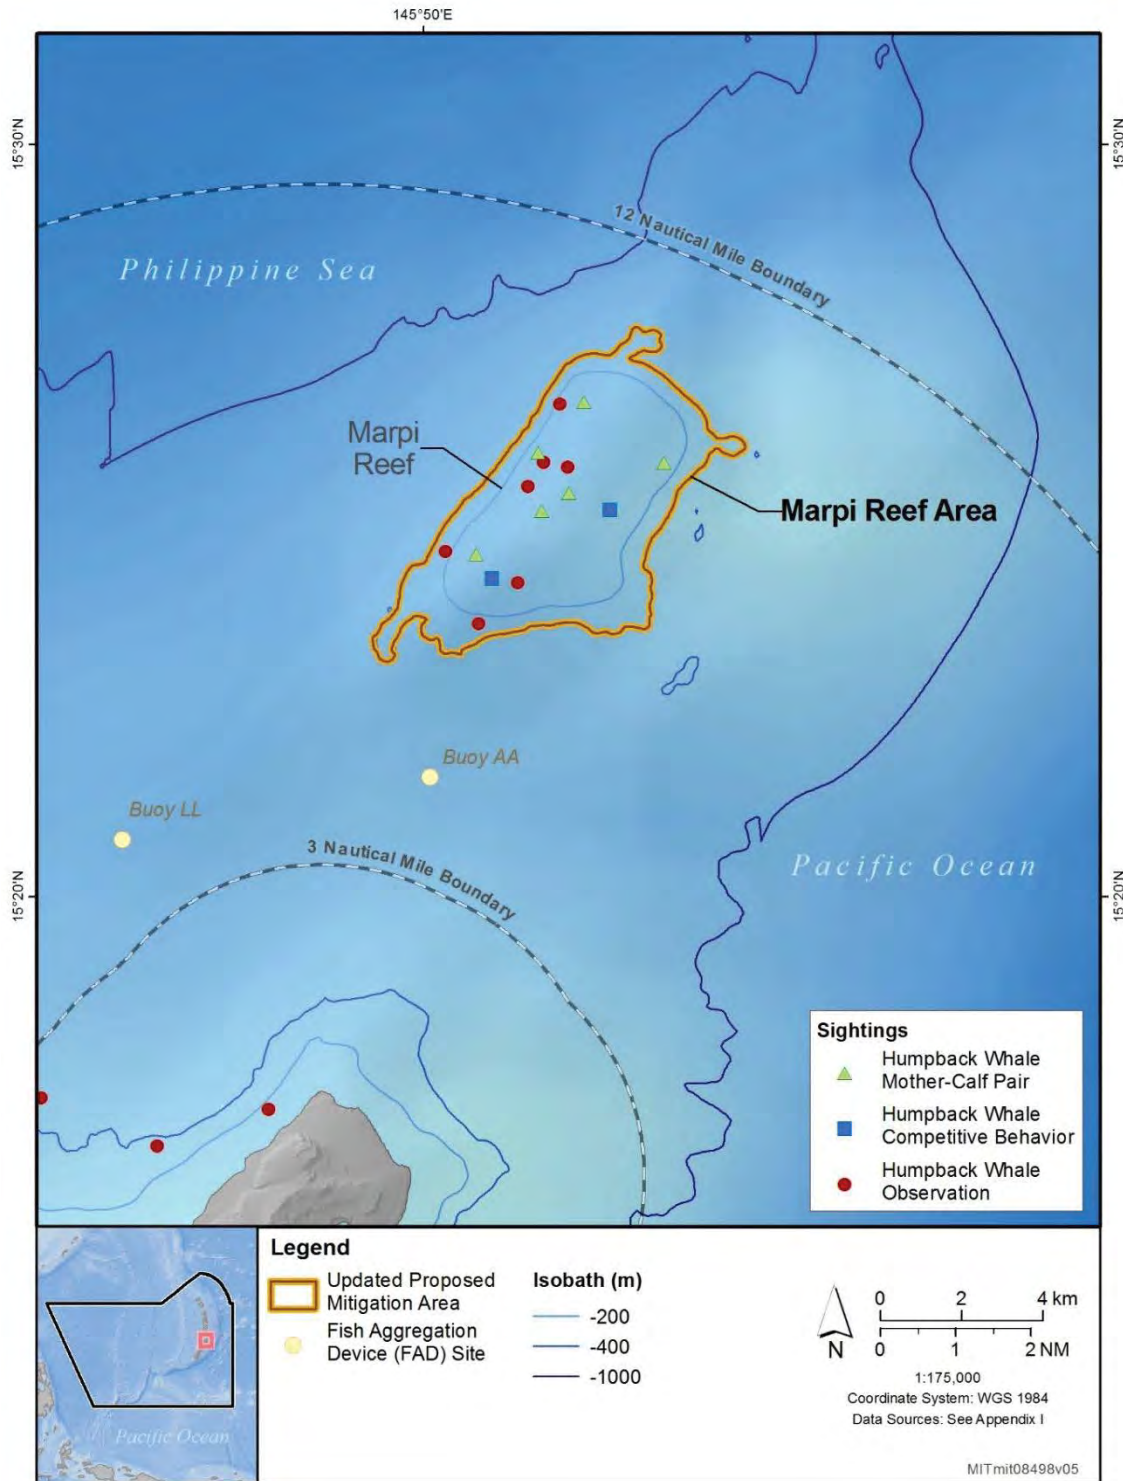 145°50'E
15°30'N
15°30'N
12 Nautical Mile Boundary
Philippine Sea
Marpi
Reef
Marpi Reef Area
Buoy AA
Buoy LL
3 Nautical Mile Boundary
Pacific Ocean
15°20'N
15°20'N
Sightings
Humpback Whale
Mother-Calf Pair
Humpback Whale
Competitive Behavior
Humpback Whale
Observation
Legend
Updated Proposed
Mitigation Area
Fish Aggregation
Device (FAD) Site
Isobath (m)
-200
-400
-1000
N
0 2 4 km
0 1 2 NM
1:175,000
Coordinate System: WGS 1984
Data Sources: See Appendix I
Pacific Ocean
MITmit08498v05